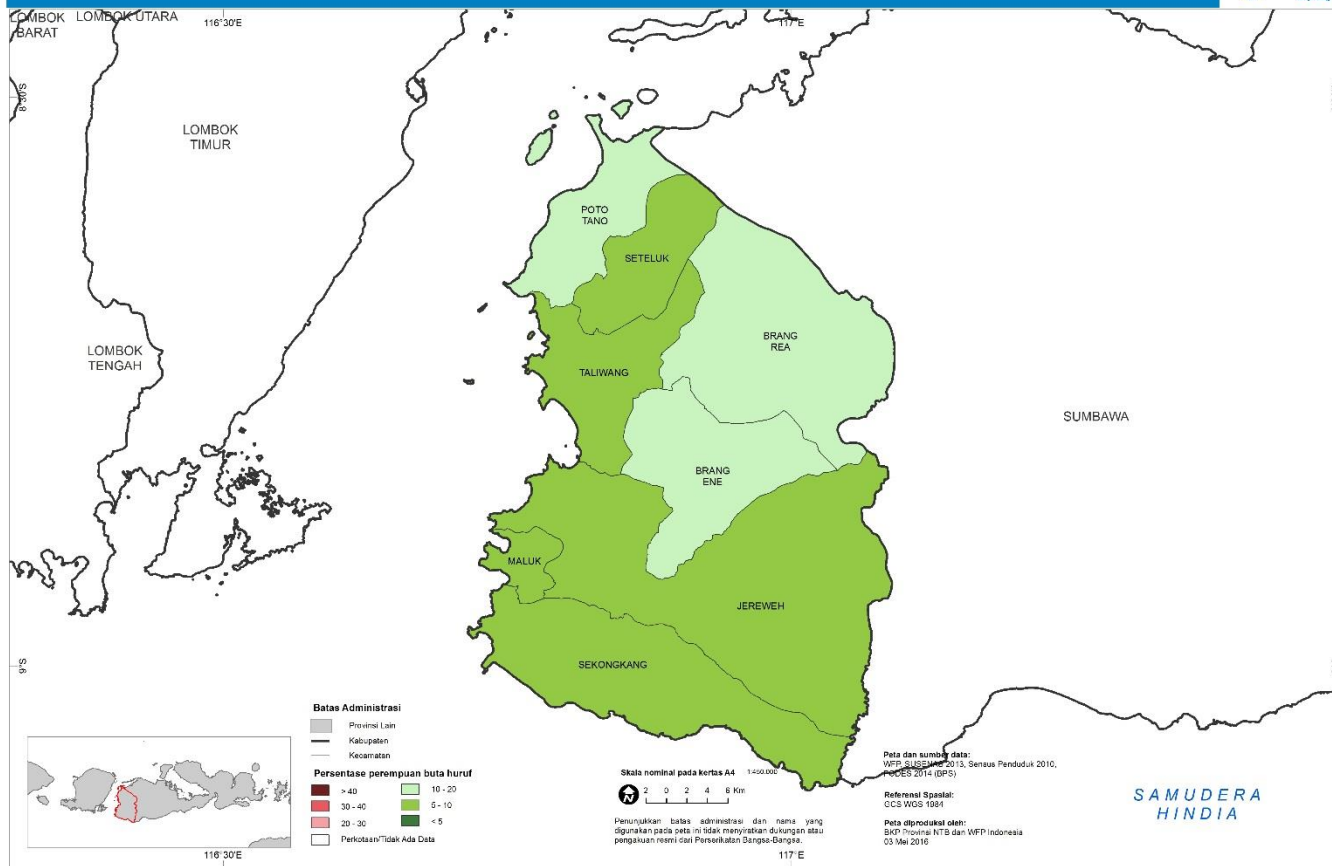 LOMBOK
BARAT
LOMBOK UTARA
116°30'E
117°E
8°30'S
LOMBOK
TIMUR
POTO
TANO
SETELUK
BRANG
REA
LOMBOK
TENGAH
TALIWANG
SUMBAWA
BRANG
ENE
MALUK
JEREWEH
9°S
SEKONGKANG
Batas Administrasi
Provinsi Lain
Kabupaten
Kecamatan
Persentase perempuan buta huruf
> 40
30 - 40
20 - 30
10 - 20
5 - 10
< 5
Perkotaan/Tidak Ada Data
Skala nominal pada kertas A4
1:450.000
2 0 2 4 6 Km
Penunjukkan batas administrasi dan nama yang
digunakan pada peta ini tidak menyiratkan dukungan atau
pengakuan resmi dari Perserikatan Bangsa-Bangsa.
Peta dan sumber data:
WFP, SUSENAS 2013, Sensus Penduduk 2010,
PODES 2014 (BPS)
Referensi Spasial:
GCS WGS 1984
Peta diproduksi oleh:
BKP Provinsi NTB dan WFP Indonesia
03 Mei 2016
SAMUDERA
HINDIA
116°30'E
117°E